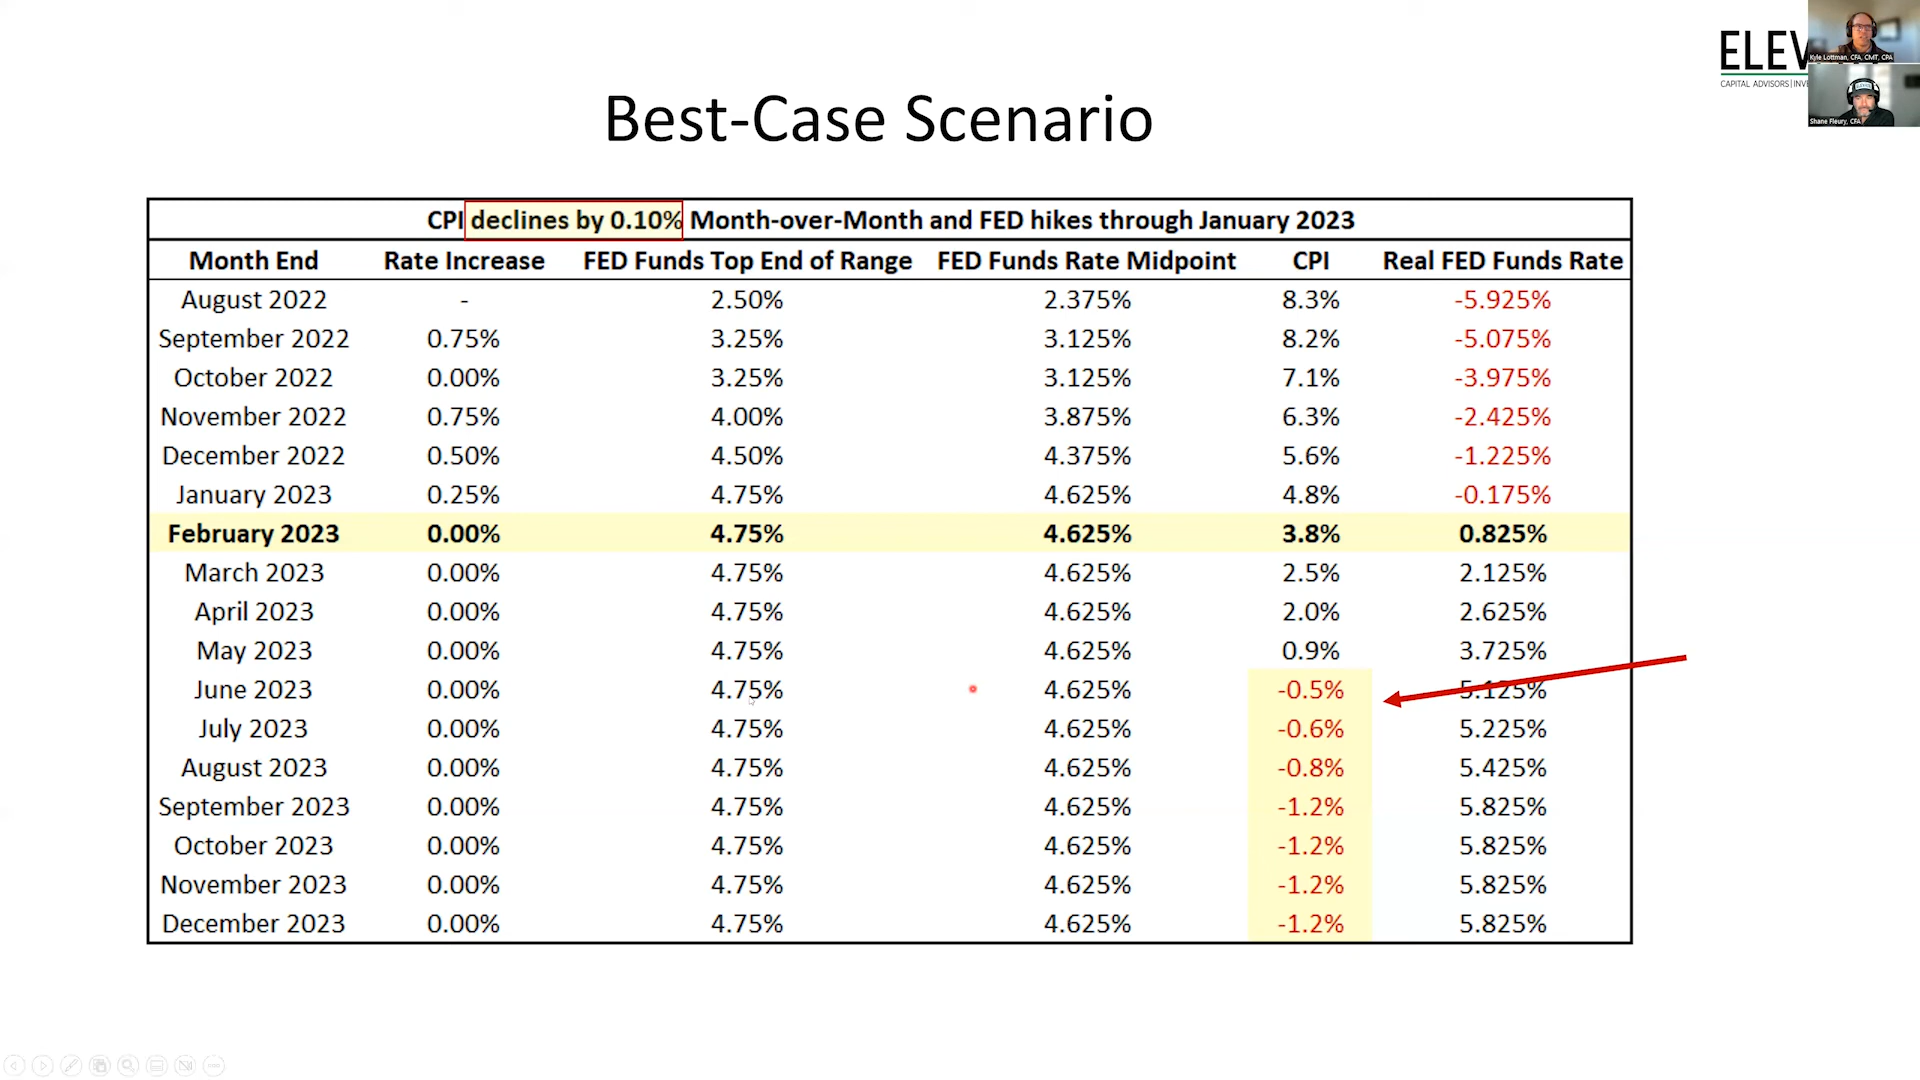 ELEV
CAPITAL ADVISORS|INVE
Kyle Lottman, CFA, CMT, CPA
Shane Fleury, CFA
Best-Case Scenario
CPI declines by 0.10% Month-over-Month and FED hikes through January 2023
Month End Rate Increase FED Funds Top End of Range FED Funds Rate Midpoint CPI Real FED Funds Rate
August 2022 - 2.50% 2.375% 8.3% -5.925%
September 2022 0.75% 3.25% 3.125% 8.2% -5.075%
October 2022 0.00% 3.25% 3.125% 7.1% -3.975%
November 2022 0.75% 4.00% 3.875% 6.3% -2.425%
December 2022 0.50% 4.50% 4.375% 5.6% -1.225%
January 2023 0.25% 4.75% 4.625% 4.8% -0.175%
February 2023 0.00% 4.75% 4.625% 3.8% 0.825%
March 2023 0.00% 4.75% 4.625% 2.5% 2.125%
April 2023 0.00% 4.75% 4.625% 2.0% 2.625%
May 2023 0.00% 4.75% 4.625% 0.9% 3.725%
June 2023 0.00% 4.75% 4.625% -0.5% 5.125%
July 2023 0.00% 4.75% 4.625% -0.6% 5.225%
August 2023 0.00% 4.75% 4.625% -0.8% 5.425%
September 2023 0.00% 4.75% 4.625% -1.2% 5.825%
October 2023 0.00% 4.75% 4.625% -1.2% 5.825%
November 2023 0.00% 4.75% 4.625% -1.2% 5.825%
December 2023 0.00% 4.75% 4.625% -1.2% 5.825%